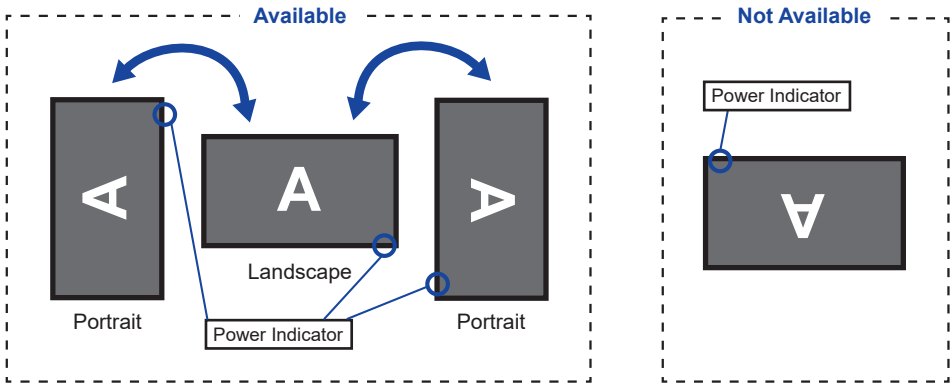 Available
Not Available
Power Indicator
A
A
A
A
Landscape
Portrait
Power Indicator
Portrait